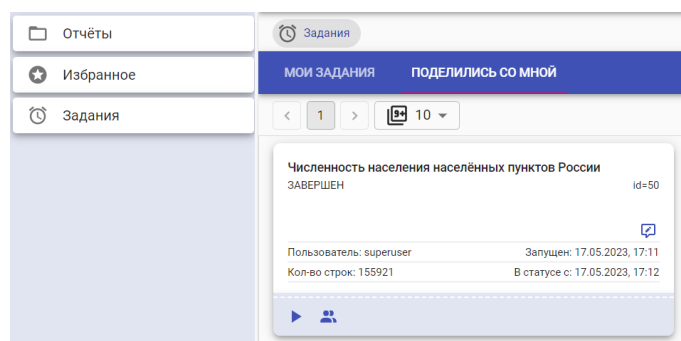 Отчёты
Избранное
Задания
Задания
МОИ ЗАДАНИЯ ПОДЕЛИЛИСЬ СО МНОЙ
1 9+ 10
Численность населения населённых пунктов России
ЗАВЕРШЕН id=50
Пользователь: superuser Запущен: 17.05.2023, 17:11
Кол-во строк: 155921 В статусе с: 17.05.2023, 17:12